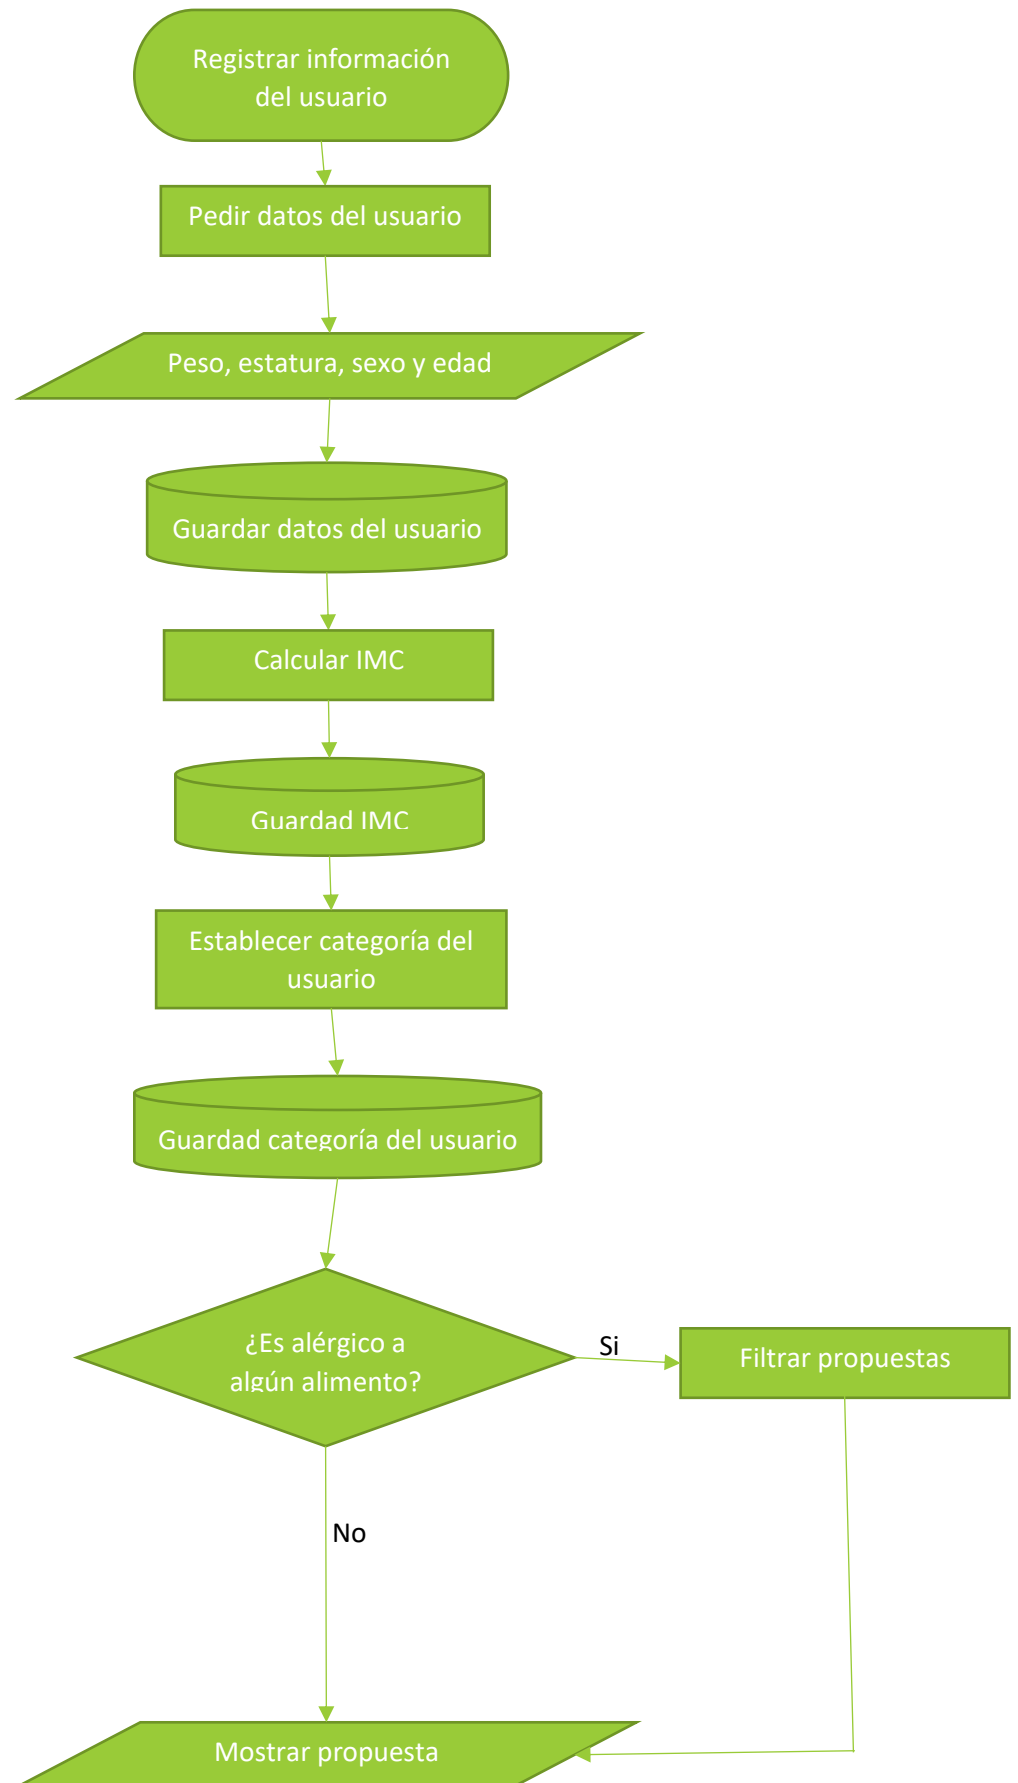 Registrar información
del usuario
Pedir datos del usuario
Peso, estatura, sexo y edad
Guardar datos del usuario
Calcular IMC
Guardad IMC
Establecer categoría del
usuario
Guardad categoría del usuario
¿Es alérgico a
algún alimento?
Si
Filtrar propuestas
No
Mostrar propuesta